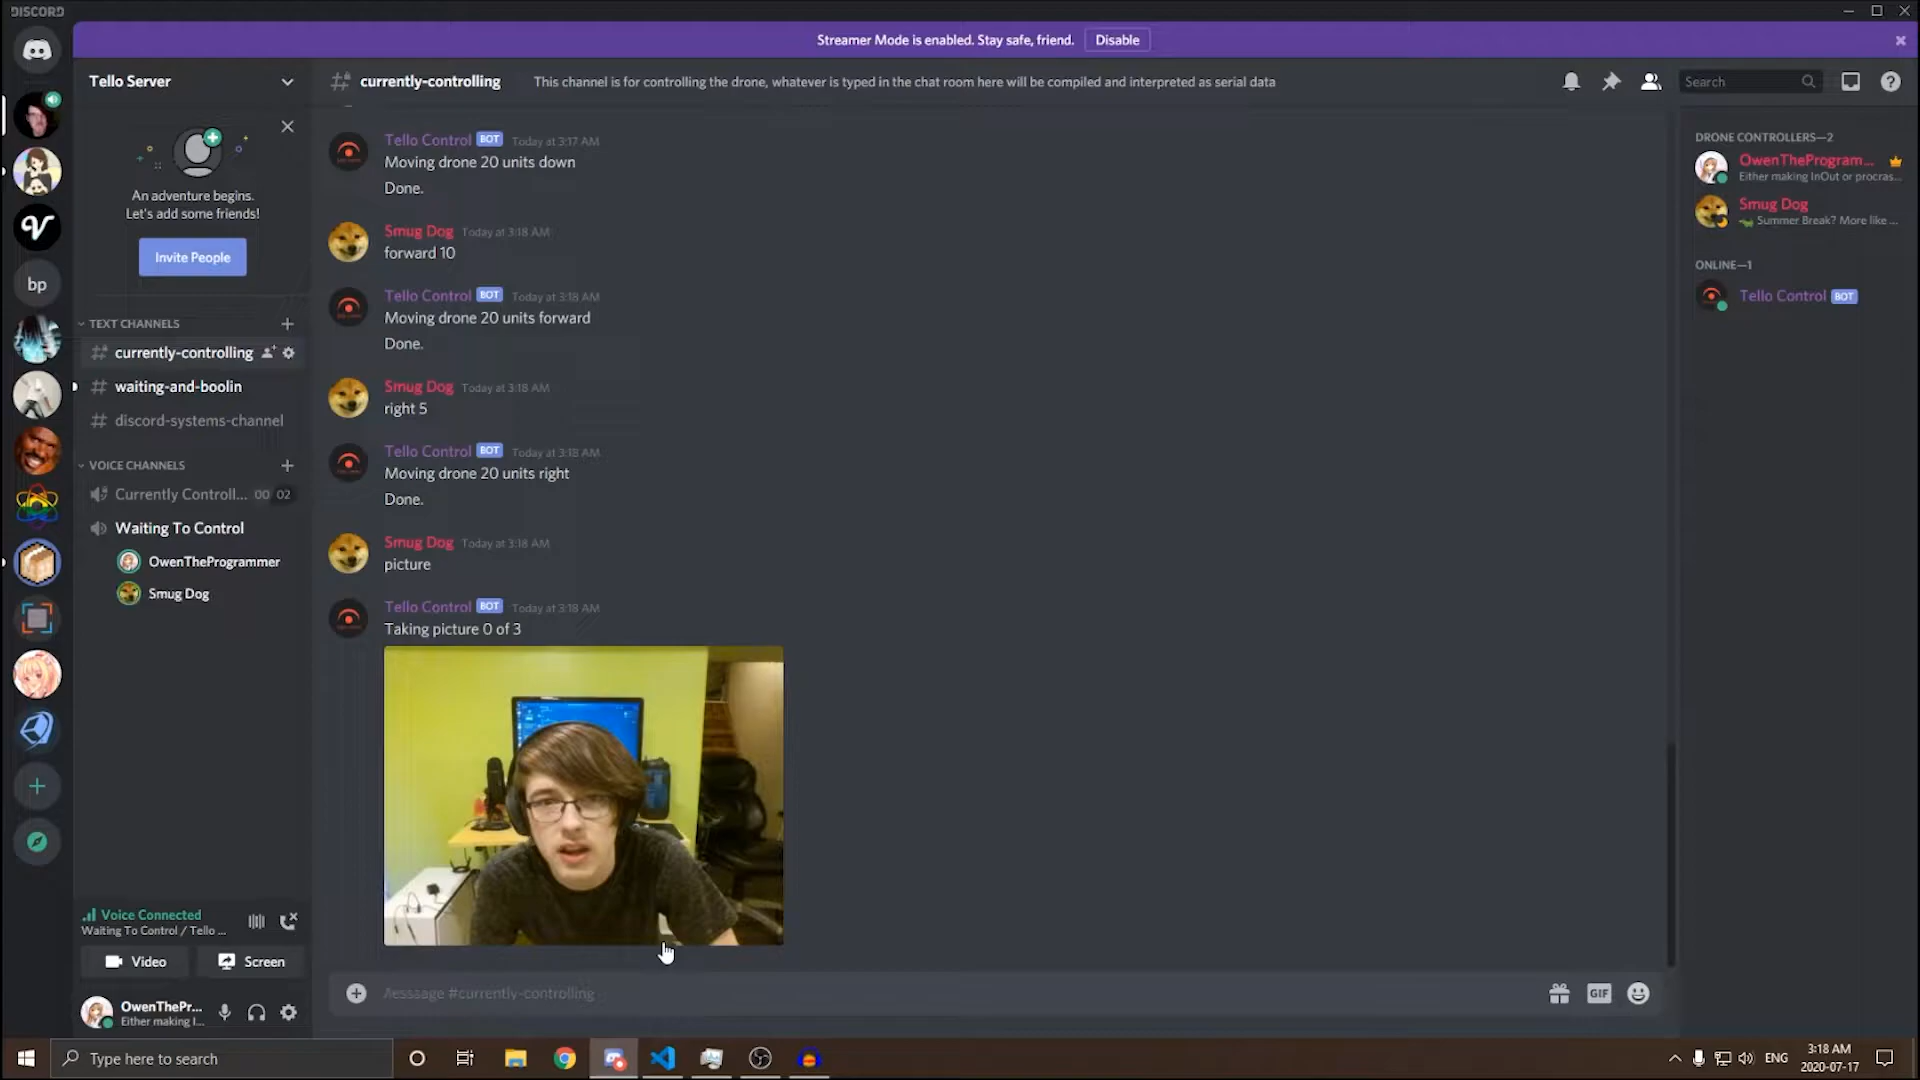 DISCORD
Streamer Mode is enabled. Stay safe, friend.
Disable
Tello Server
currently-controlling
This channel is for controlling the drone, whatever is typed in the chat room here will be compiled and interpreted as serial data
Search
An adventure begins.
Let's add some friends!
Invite People
TEXT CHANNELS
currently-controlling
waiting-and-boolin
discord-systems-channel
VOICE CHANNELS
Currently Controll... 00 02
Waiting To Control
OwenTheProgrammer
Smug Dog
bp
Tello Control BOT Today at 3:17 AM
Moving drone 20 units down
Done.
Smug Dog Today at 3:18 AM
forward 10
Tello Control BOT Today at 3:18 AM
Moving drone 20 units forward
Done.
Smug Dog Today at 3:18 AM
right 5
Tello Control BOT Today at 3:18 AM
Moving drone 20 units right
Done.
Smug Dog Today at 3:18 AM
picture
Tello Control BOT Today at 3:18 AM
Taking picture 0 of 3
DRONE CONTROLLERS—2
OwenTheProgram...
Either making InOut or procras...
Smug Dog
Summer Break? More like ...
ONLINE—1
Tello Control BOT
Voice Connected
Waiting To Control / Tello ...
Video
Screen
OwenThePr...
Either making I...
#currently-controlling
GIF
Type here to search
ENG
3:18 AM
2020-07-17